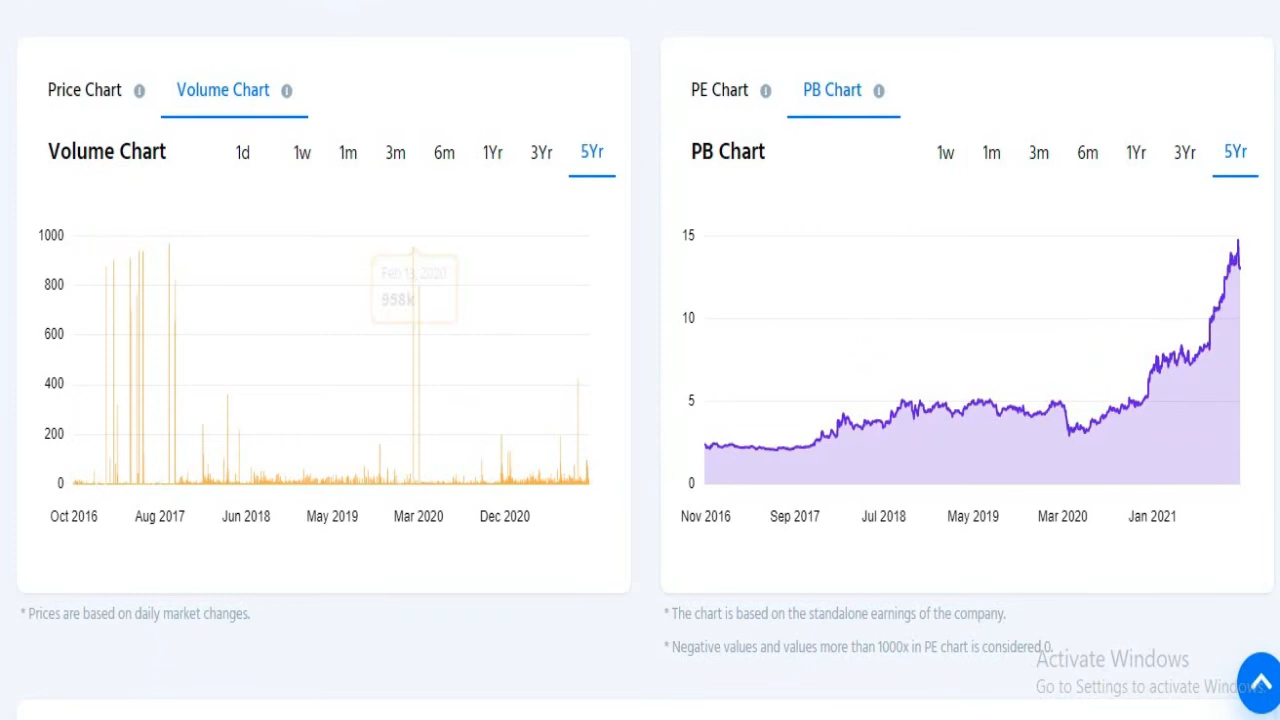 Price Chart
Volume Chart
Volume Chart
1d 1w 1m 3m 6m 1Yr 3Yr 5Yr
1000
800
600
400
200
0
Feb 13, 2020
958k
Oct 2016 Aug 2017 Jun 2018 May 2019 Mar 2020 Dec 2020
* Prices are based on daily market changes.
PE Chart
PB Chart
PB Chart
1w 1m 3m 6m 1Yr 3Yr 5Yr
15
10
5
0
Nov 2016 Sep 2017 Jul 2018 May 2019 Mar 2020 Jan 2021
* The chart is based on the standalone earnings of the company.
* Negative values and values more than 1000x in PE chart is considered 0.
Activate Windows
Go to Settings to activate Windows.